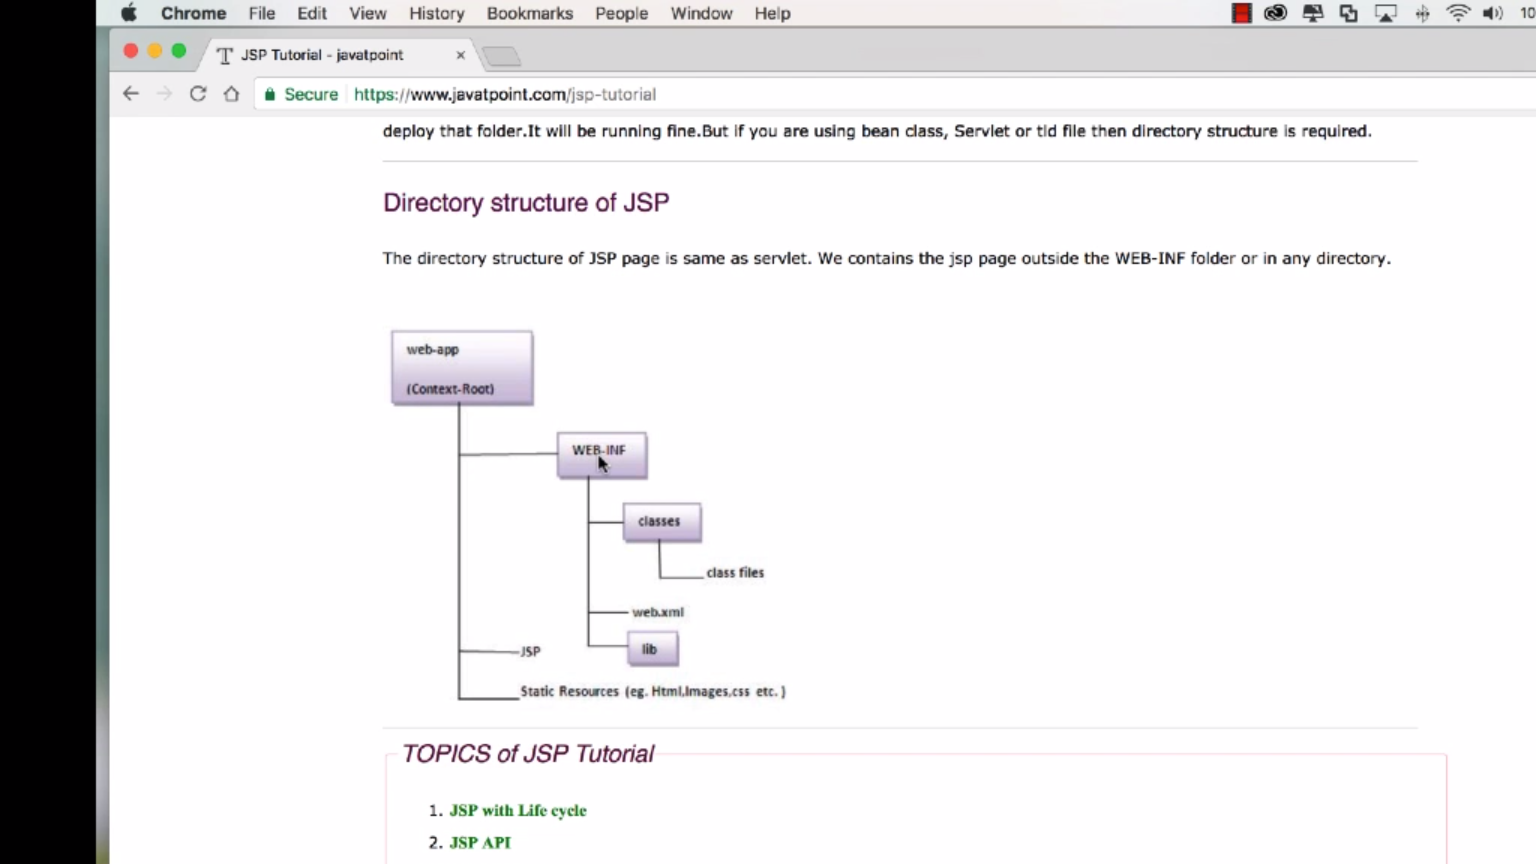 Chrome File Edit View History Bookmarks People Window Help 10
JSP Tutorial - javatpoint ×
Secure https://www.javatpoint.com/jsp-tutorial
deploy that folder.It will be running fine.But if you are using bean class, Servlet or tld file then directory structure is required.
Directory structure of JSP
The directory structure of JSP page is same as servlet. We contains the jsp page outside the WEB-INF folder or in any directory.
web-app
(Context-Root)
WEB-INF
classes
class files
web.xml
lib
JSP
Static Resources (eg. Html,Images,css etc. )
TOPICS of JSP Tutorial
1. JSP with Life cycle
2. JSP API